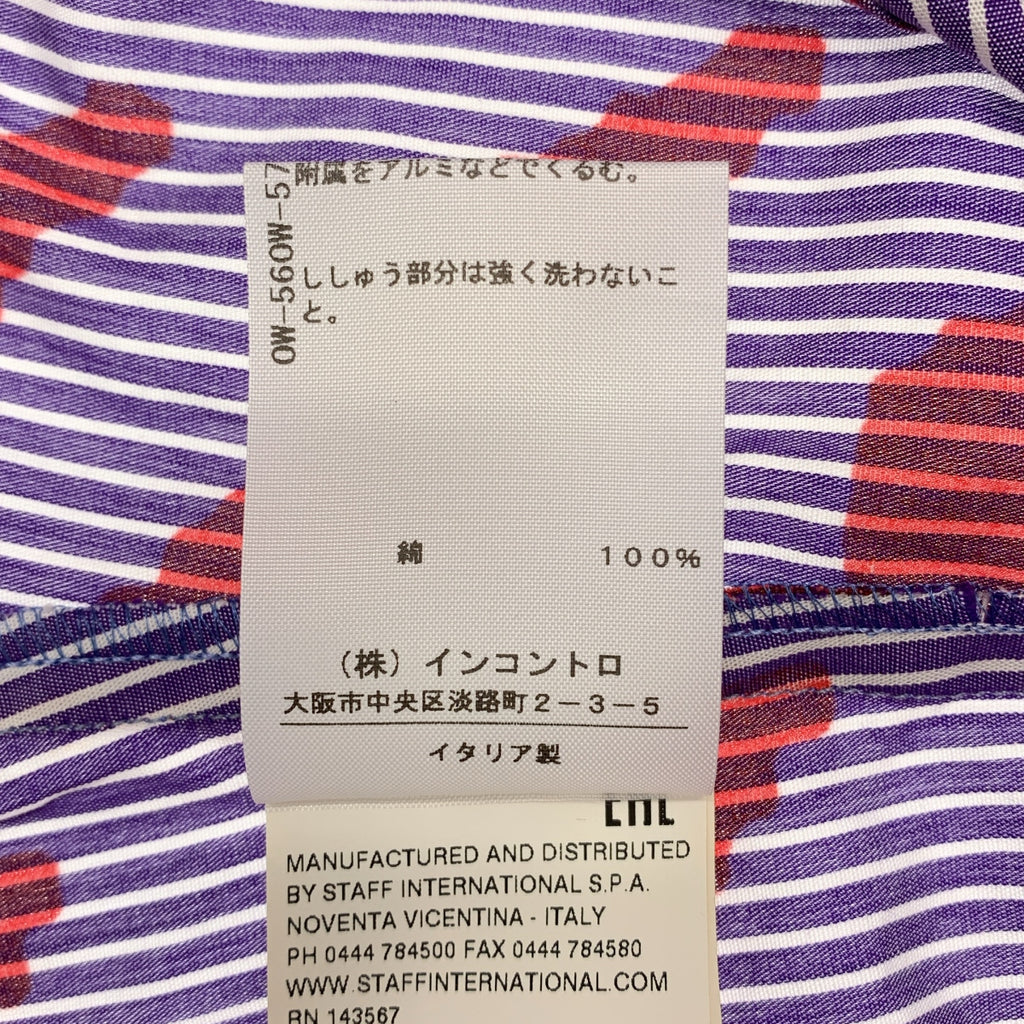 附属をアルミなどでくるむ。
OW-560W-57
ししゅう部分は強く洗わないこ
と。
綿 100%
(株)インコントロ
大阪市中央区淡路町2-3-5
イタリア製
EAC
MANUFACTURED AND DISTRIBUTED
BY STAFF INTERNATIONAL S.P.A.
NOVENTA VICENTINA - ITALY
PH 0444 784500 FAX 0444 784580
WWW.STAFFINTERNATIONAL.COM
RN 143567